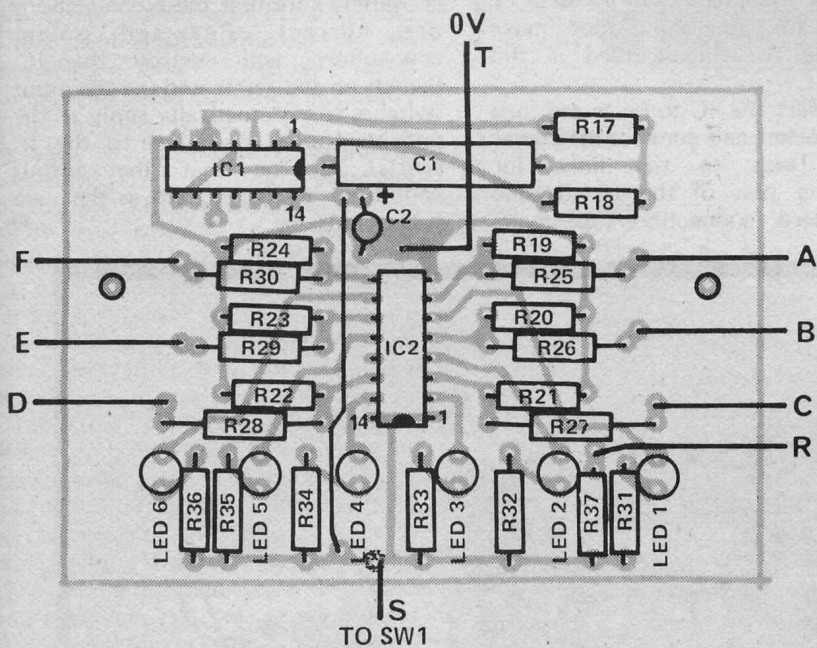 0V
T
1
R17
IC1
C1
14
+
C2
R18
F
R24
R19
A
R30
R25
R23
R20
B
E
R29
IC2
R26
D
R22
R21
C
R28
14
1
R27
R
LED 6
R36
R35
LED 5
R34
LED 4
R33
LED 3
R32
LED 2
R37
R31
LED 1
S
TO SW1